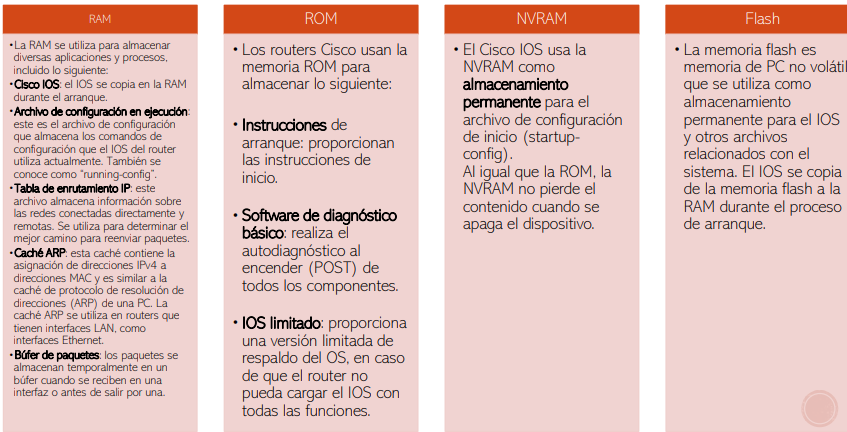 RAM
•La RAM se utiliza para almacenar
diversas aplicaciones y procesos,
incluido lo siguiente:
•Cisco IOS: el IOS se copia en la RAM
durante el arranque.
•Archivo de configuración en ejecución:
este es el archivo de configuración
que almacena los comandos de
configuración que el IOS del router
utiliza actualmente. También se
conoce como "running-config".
•Tabla de enrutamiento IP: este
archivo almacena información sobre
las redes conectadas directamente y
remotas. Se utiliza para determinar el
mejor camino para reenviar paquetes.
•Caché ARP: esta caché contiene la
asignación de direcciones IPv4 a
direcciones MAC y es similar a la
caché de protocolo de resolución de
direcciones (ARP) de una PC. La
caché ARP se utiliza en routers que
tienen interfaces LAN, como
interfaces Ethernet.
•Búfer de paquetes: los paquetes se
almacenan temporalmente en un
búfer cuando se reciben en una
interfaz o antes de salir por una.
ROM
• Los routers Cisco usan la
memoria ROM para
almacenar lo siguiente:
• Instrucciones de
arranque: proporcionan
las instrucciones de
inicio.
• Software de diagnóstico
básico: realiza el
autodiagnóstico al
encender (POST) de
todos los componentes.
• IOS limitado: proporciona
una versión limitada de
respaldo del OS, en caso
de que el router no
pueda cargar el IOS con
todas las funciones.
NVRAM
• El Cisco IOS usa la
NVRAM como
almacenamiento
permanente para el
archivo de configuración
de inicio (startup-
config).
Al igual que la ROM, la
NVRAM no pierde el
contenido cuando se
apaga el dispositivo.
Flash
• La memoria flash es
memoria de PC no volátil
que se utiliza como
almacenamiento
permanente para el IOS
y otros archivos
relacionados con el
sistema. El IOS se copia
de la memoria flash a la
RAM durante el proceso
de arranque.